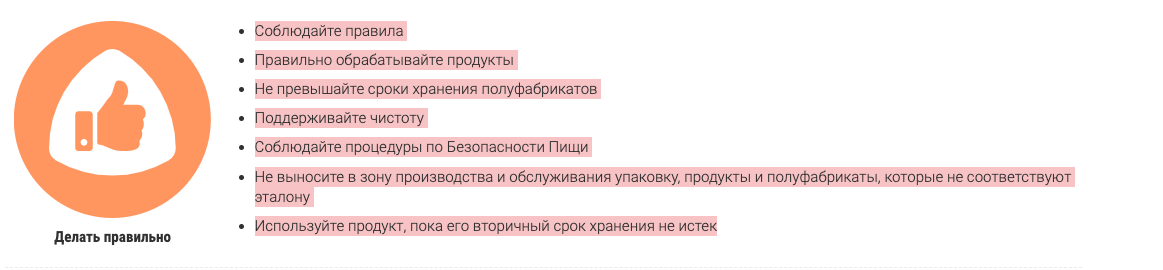 Соблюдайте правила
Правильно обрабатывайте продукты
Не превышайте сроки хранения полуфабрикатов
Поддерживайте чистоту
Соблюдайте процедуры по Безопасности Пищи
Не выносите в зону производства и обслуживания упаковку, продукты и полуфабрикаты, которые не соответствуют
эталону
Используйте продукт, пока его вторичный срок хранения не истек
Делать правильно